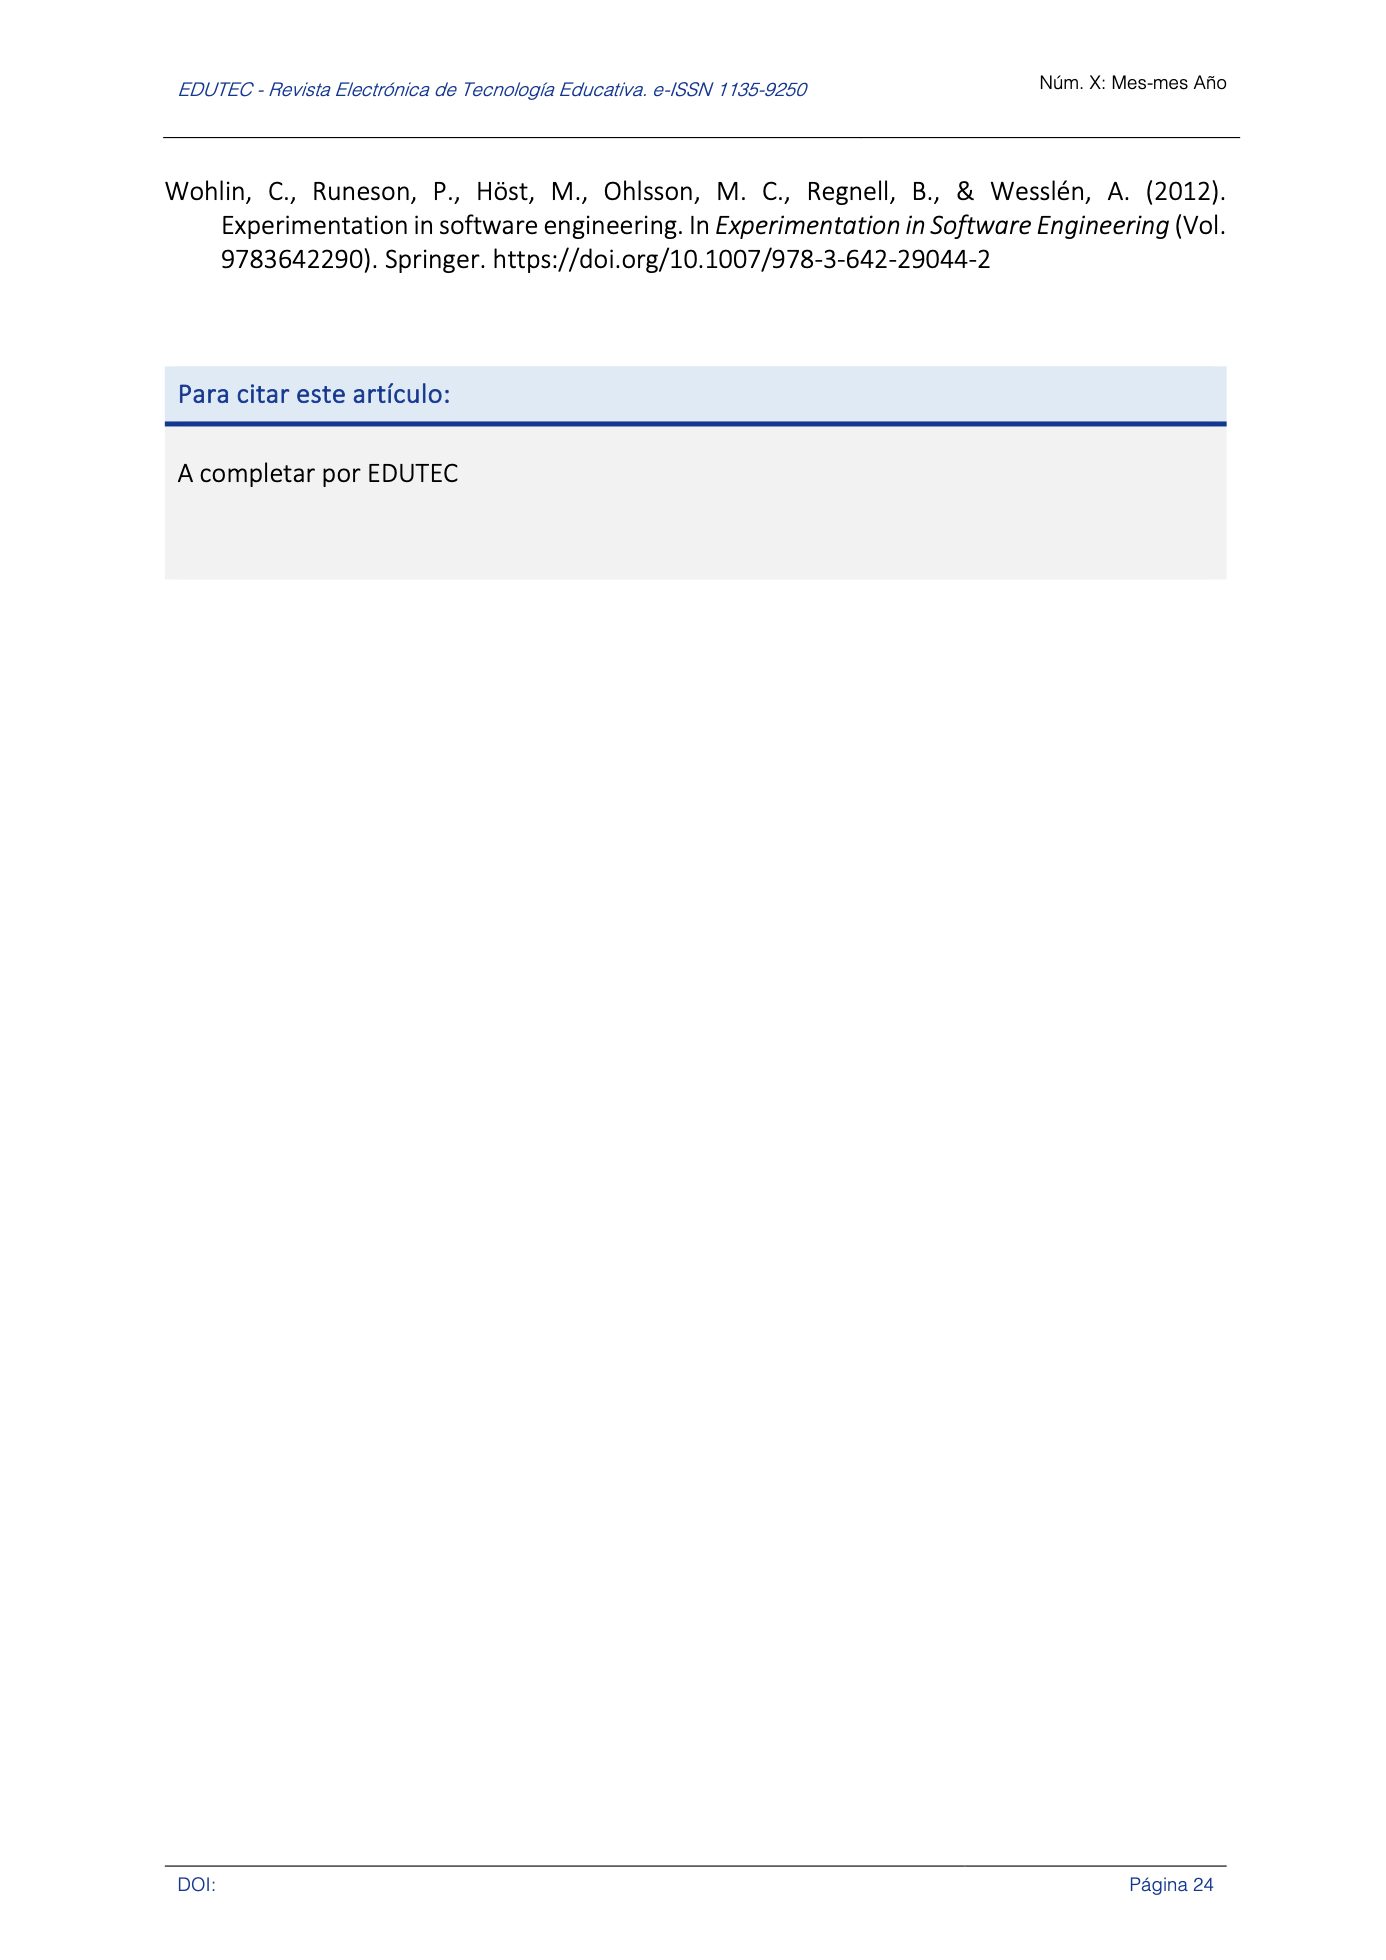 EDUTEC - Revista Electrónica de Tecnología Educativa. e-ISSN 1135-9250
Núm. X: Mes-mes Año
Wohlin, C., Runeson, P., Höst, M., Ohlsson, M. C., Regnell, B., & Wesslén, A. (2012).
Experimentation in software engineering. In Experimentation in Software Engineering (Vol.
9783642290). Springer. https://doi.org/10.1007/978-3-642-29044-2
Para citar este artículo:
A completar por EDUTEC
DOI:
Página 24